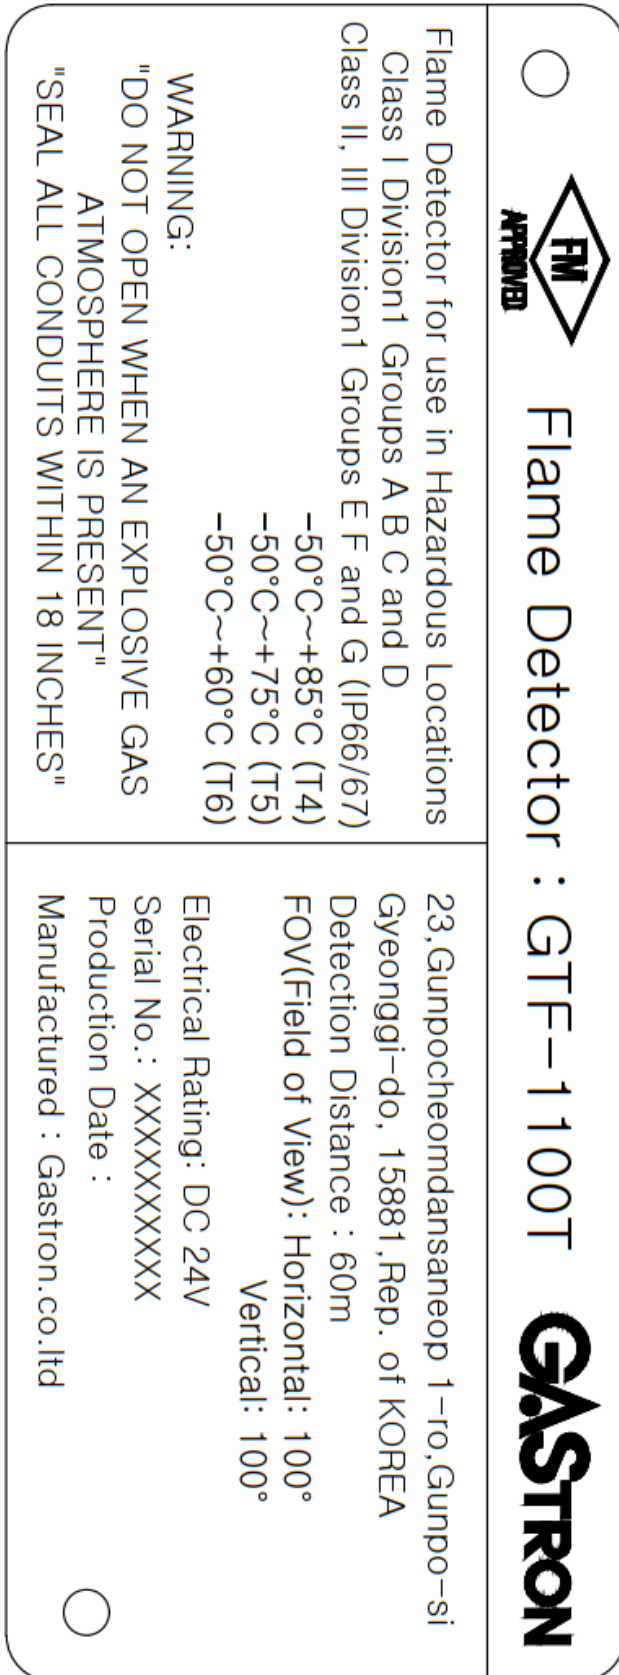 FM
APPROVED
Flame Detector : GTF-1100T
GASTRON
Flame Detector for use in Hazardous Locations
Class I Division1 Groups A B C and D
Class II, III Division1 Groups E F and G (IP66/67)
-50°C~+85°C (T4)
-50°C~+75°C (T5)
-50°C~+60°C (T6)
WARNING:
"DO NOT OPEN WHEN AN EXPLOSIVE GAS
ATMOSPHERE IS PRESENT"
"SEAL ALL CONDUITS WITHIN 18 INCHES"
23,Gunpocheomdansaneop 1-ro,Gunpo-si
Gyeonggi-do, 15881,Rep. of KOREA
Detection Distance : 60m
FOV(Field of View): Horizontal: 100°
Vertical: 100°
Electrical Rating: DC 24V
Serial No.: XXXXXXXXX
Production Date :
Manufactured : Gastron.co.ltd